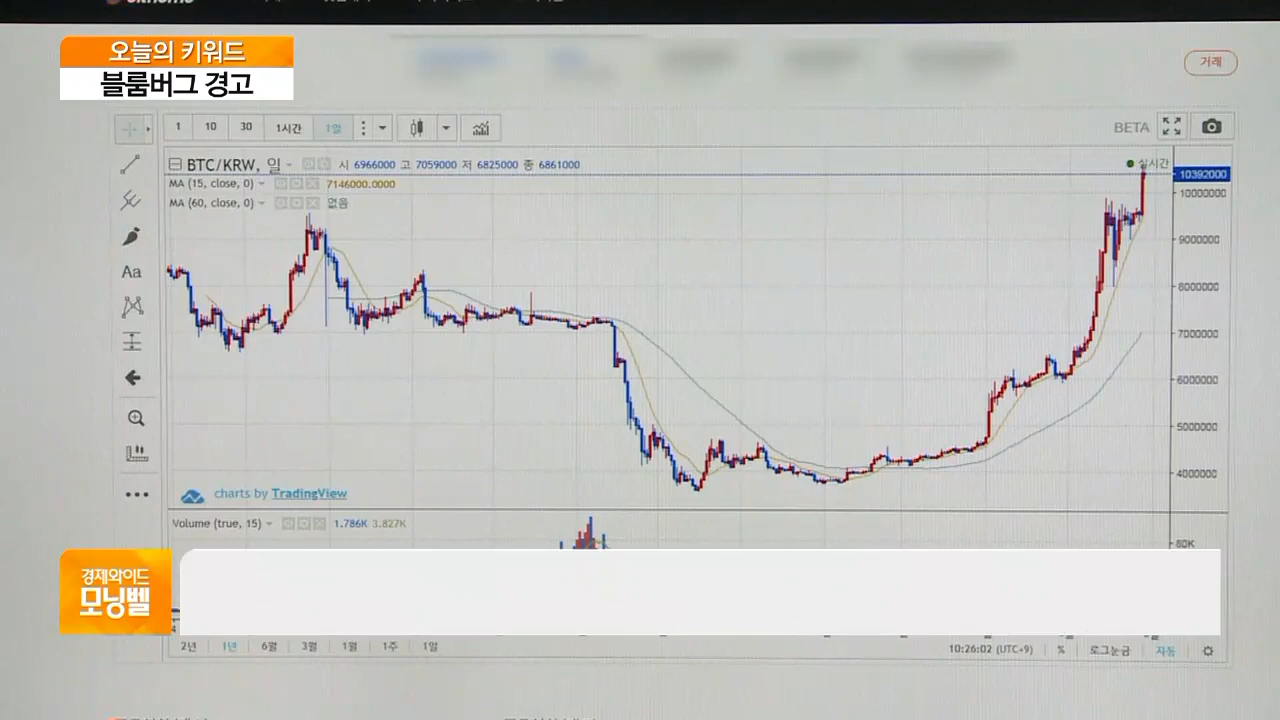 오늘의 키워드
블룸버그 경고
거래
1 10 30 1시간 1일
BETA
BTC/KRW, 일 시 6966000 고 7059000 저 6825000 종 6861000
실시간
MA (15, close, 0) 7146000.0000
MA (60, close, 0) 없음
10392000
10000000
9000000
8000000
7000000
6000000
5000000
4000000
Aa
charts by TradingView
Volume (true, 15) 1.786K 3.827K
80K
경제와이드
모닝벨
2년 1년 6월 3월 1월 1주 1일
10:26:02 (UTC+9) % 로그눈금 자동